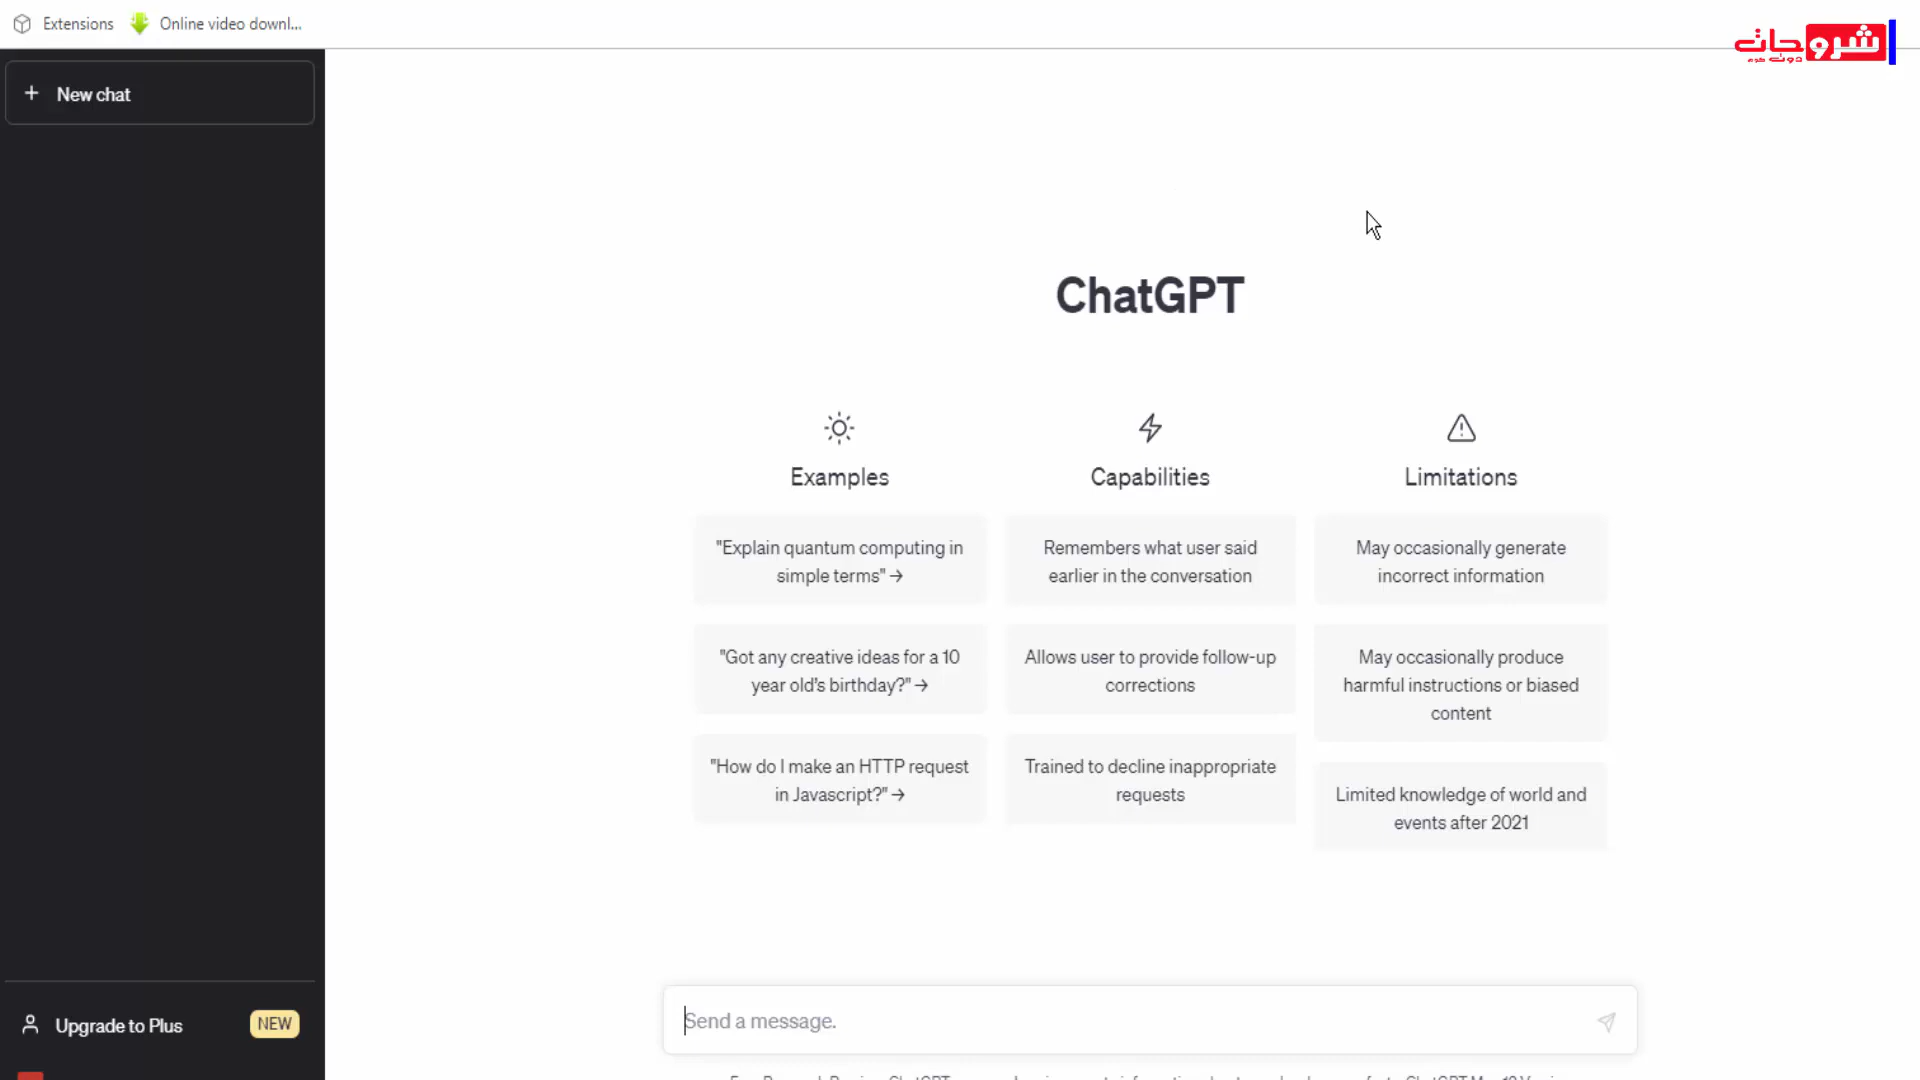 Extensions
Online video downl...
شروحات
دوت كوم
+ New chat
ChatGPT
Examples
Capabilities
Limitations
"Explain quantum computing in
simple terms" →
"Got any creative ideas for a 10
year old's birthday?" →
"How do I make an HTTP request
in Javascript?" →
Remembers what user said
earlier in the conversation
Allows user to provide follow-up
corrections
Trained to decline inappropriate
requests
May occasionally generate
incorrect information
May occasionally produce
harmful instructions or biased
content
Limited knowledge of world and
events after 2021
Send a message.
Upgrade to Plus
NEW